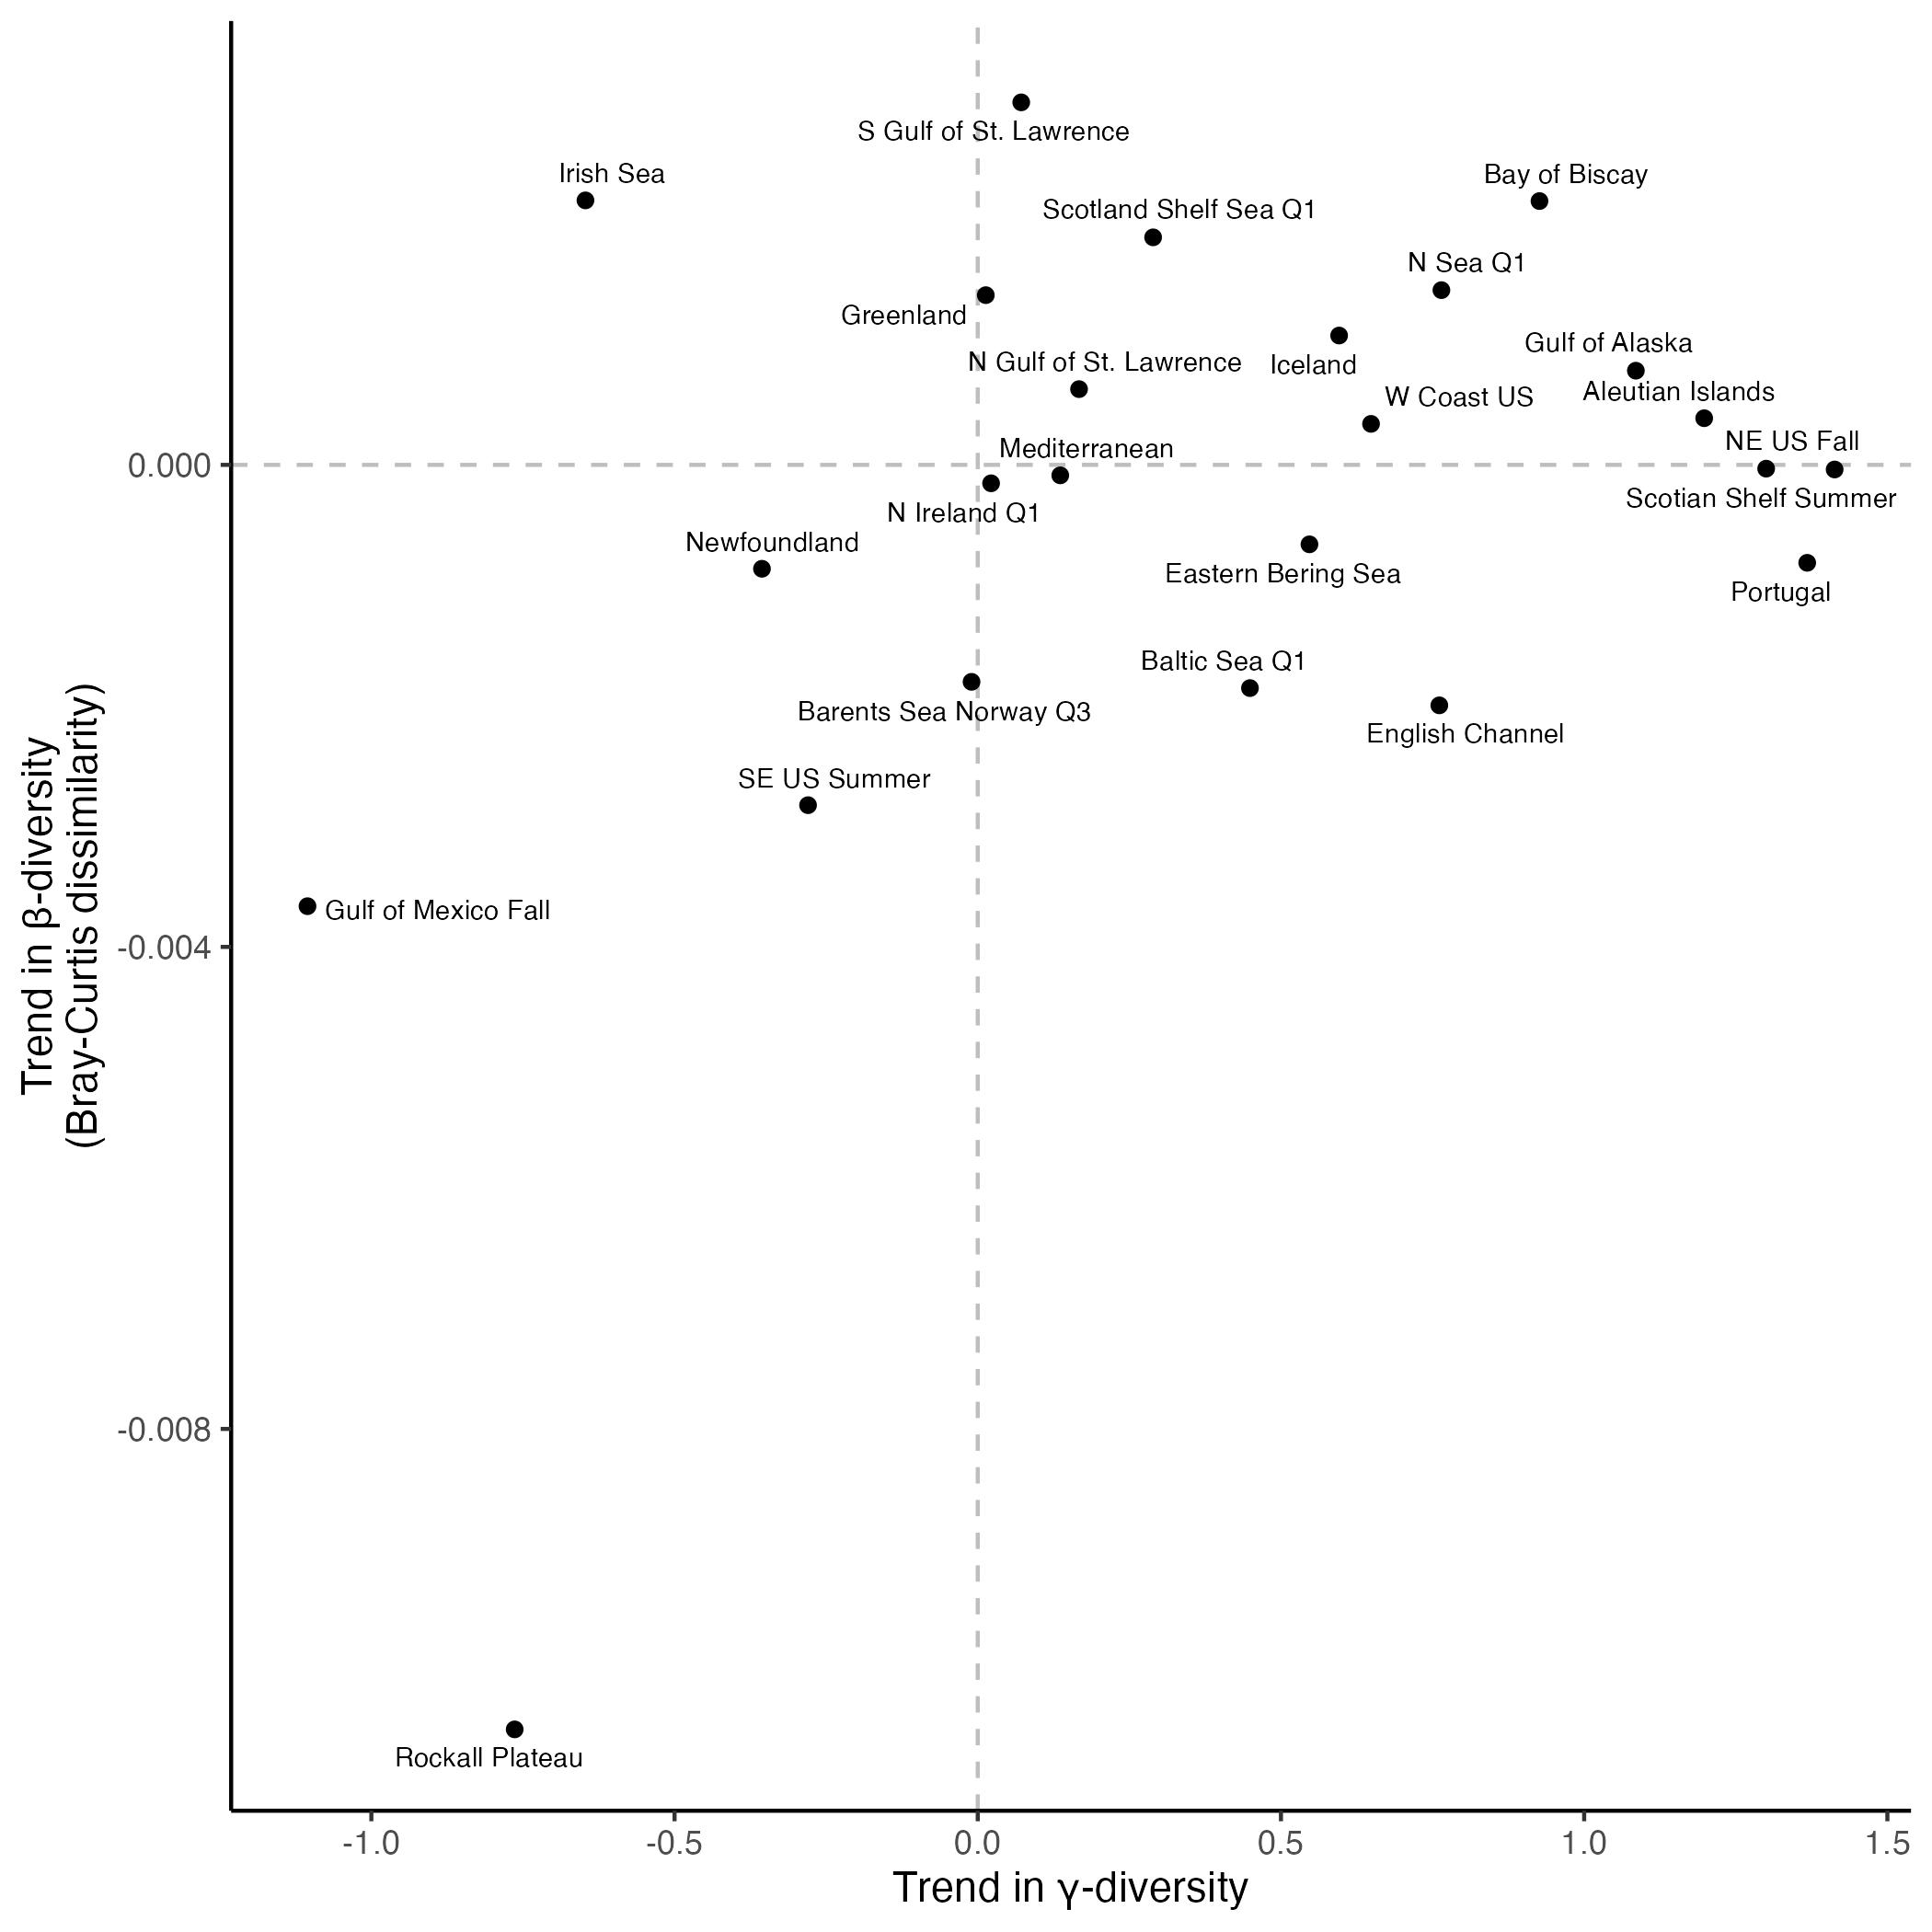 S Gulf of St. Lawrence
Irish Sea
Bay of Biscay
Scotland Shelf Sea Q1
N Sea Q1
Greenland
Gulf of Alaska
N Gulf of St. Lawrence
Iceland
Aleutian Islands
W Coast US
NE US Fall
Mediterranean
0.000
Scotian Shelf Summer
N Ireland Q1
Newfoundland
Eastern Bering Sea
Portugal
Baltic Sea Q1
Barents Sea Norway Q3
English Channel
SE US Summer
Gulf of Mexico Fall
-0.004
Trend in β-diversity
(Bray-Curtis dissimilarity)
-0.008
Rockall Plateau
-1.0 -0.5 0.0 0.5 1.0 1.5
Trend in γ-diversity